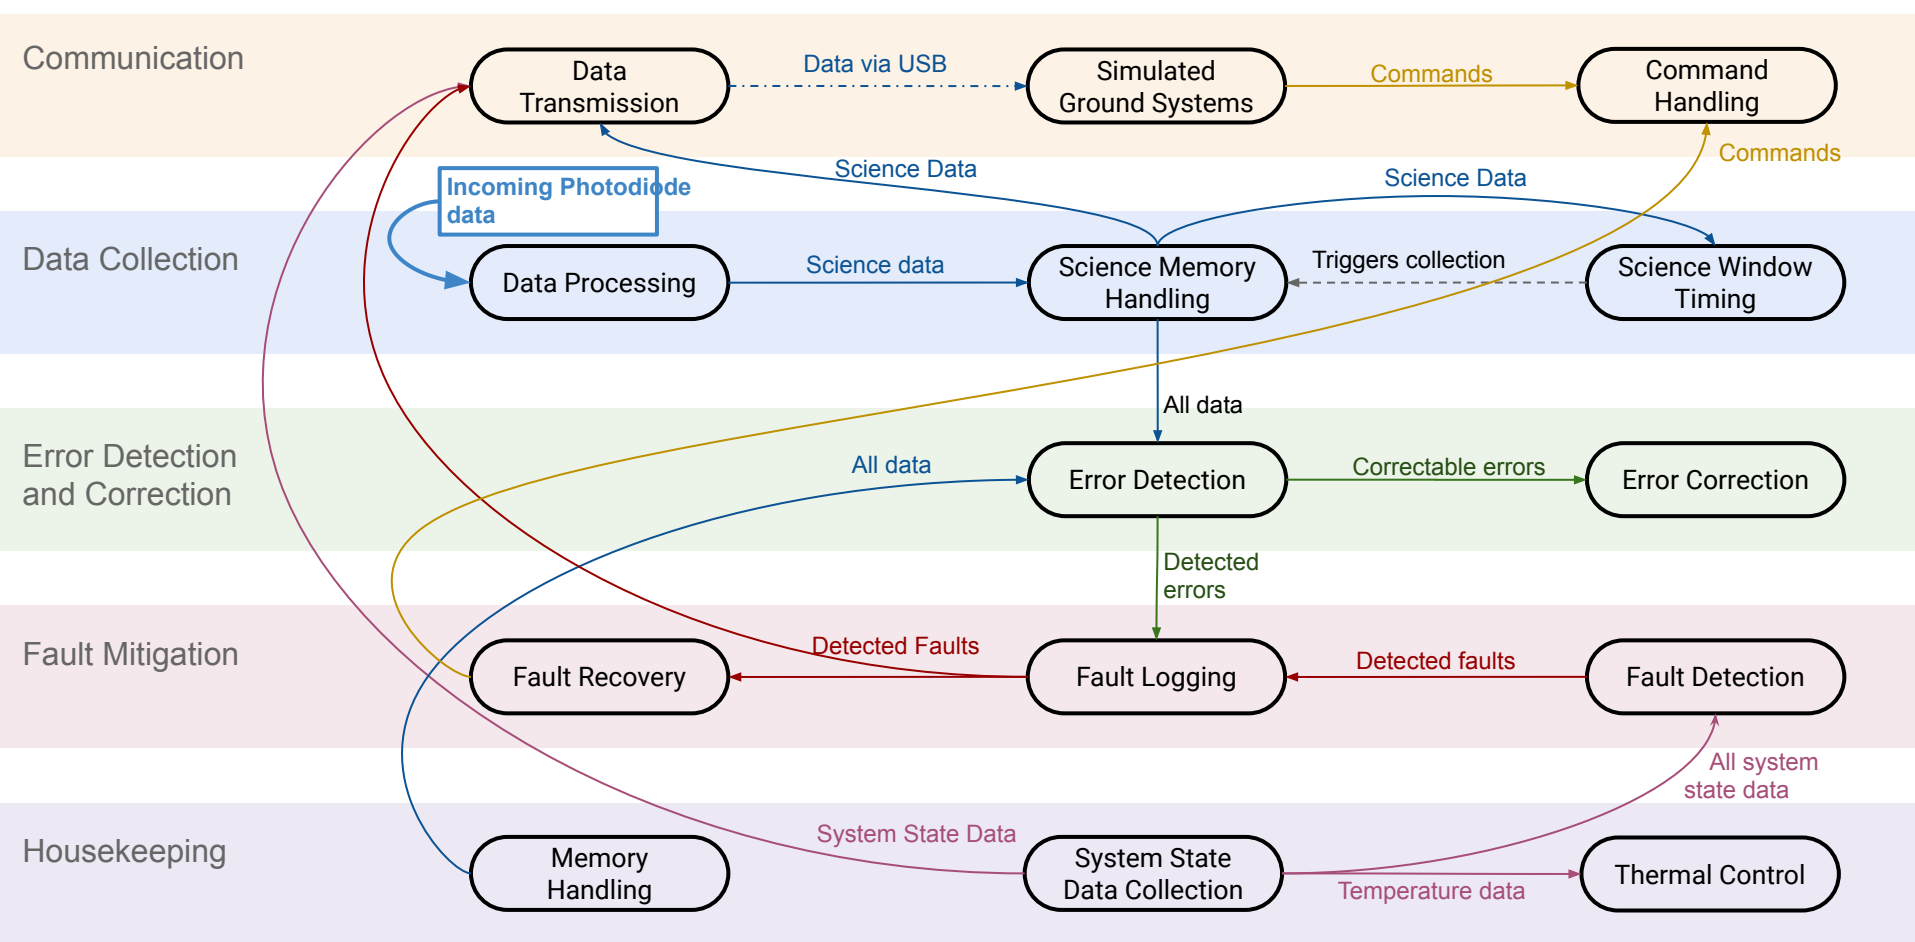 Communication
Data
Transmission
Data via USB
Simulated
Ground Systems
Commands
Command
Handling
Commands
Science Data
Science Data
Incoming Photodiode
data
Data Collection
Data Processing
Science data
Science Memory
Handling
Triggers collection
Science Window
Timing
All data
Error Detection
and Correction
All data
Error Detection
Correctable errors
Error Correction
Detected
errors
Fault Mitigation
Fault Recovery
Detected Faults
Fault Logging
Detected faults
Fault Detection
All system
state data
Housekeeping
Memory
Handling
System State Data
System State
Data Collection
Temperature data
Thermal Control